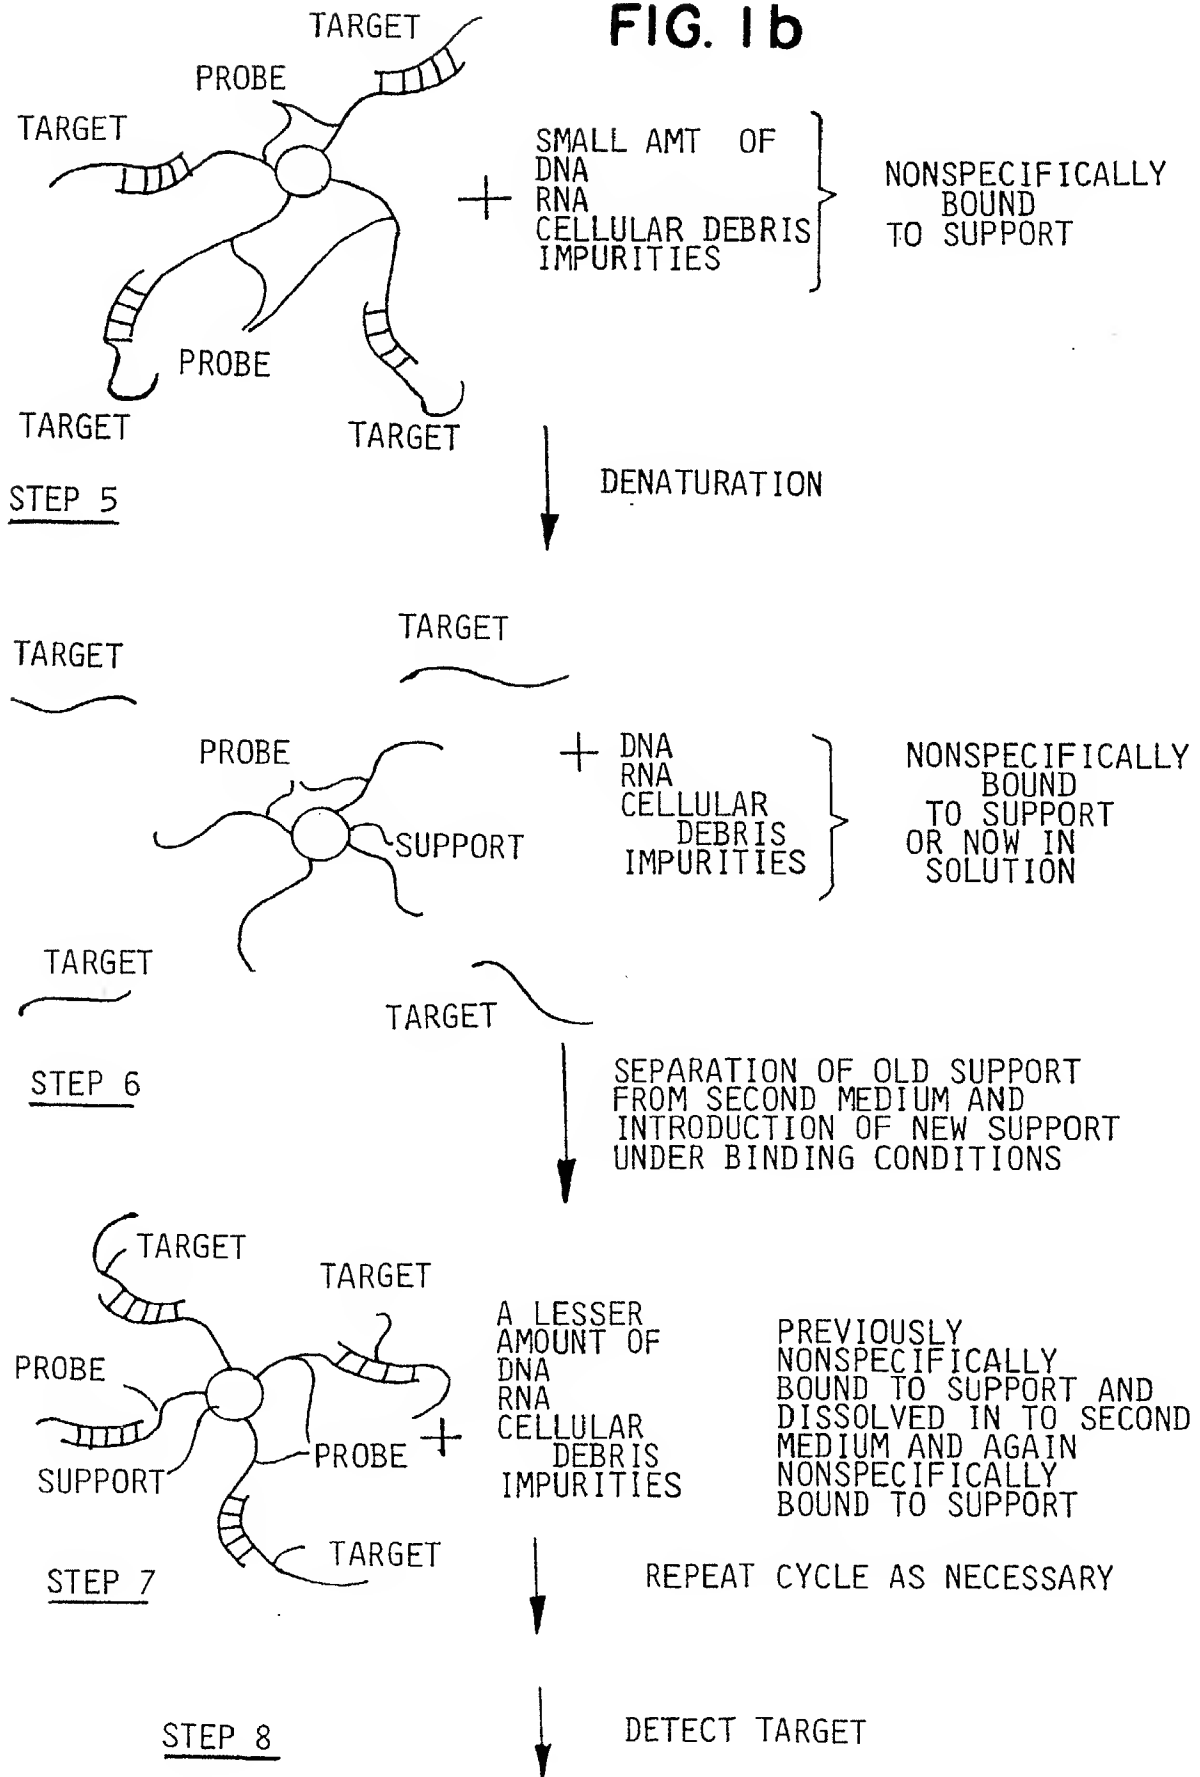 FIG. 1b
TARGET
PROBE
TARGET
SMALL AMT OF
DNA
RNA
CELLULAR DEBRIS
IMPURITIES
NONSPECIFICALLY
BOUND
TO SUPPORT
PROBE
TARGET
TARGET
STEP 5
DENATURATION
TARGET
TARGET
PROBE
SUPPORT
+ DNA
RNA
CELLULAR
DEBRIS
IMPURITIES
NONSPECIFICALLY
BOUND
TO SUPPORT
OR NOW IN
SOLUTION
TARGET
TARGET
STEP 6
SEPARATION OF OLD SUPPORT
FROM SECOND MEDIUM AND
INTRODUCTION OF NEW SUPPORT
UNDER BINDING CONDITIONS
TARGET
TARGET
PROBE
SUPPORT
PROBE
+
A LESSER
AMOUNT OF
DNA
RNA
CELLULAR
DEBRIS
IMPURITIES
PREVIOUSLY
NONSPECIFICALLY
BOUND TO SUPPORT AND
DISSOLVED IN TO SECOND
MEDIUM AND AGAIN
NONSPECIFICALLY
BOUND TO SUPPORT
TARGET
STEP 7
REPEAT CYCLE AS NECESSARY
STEP 8
DETECT TARGET